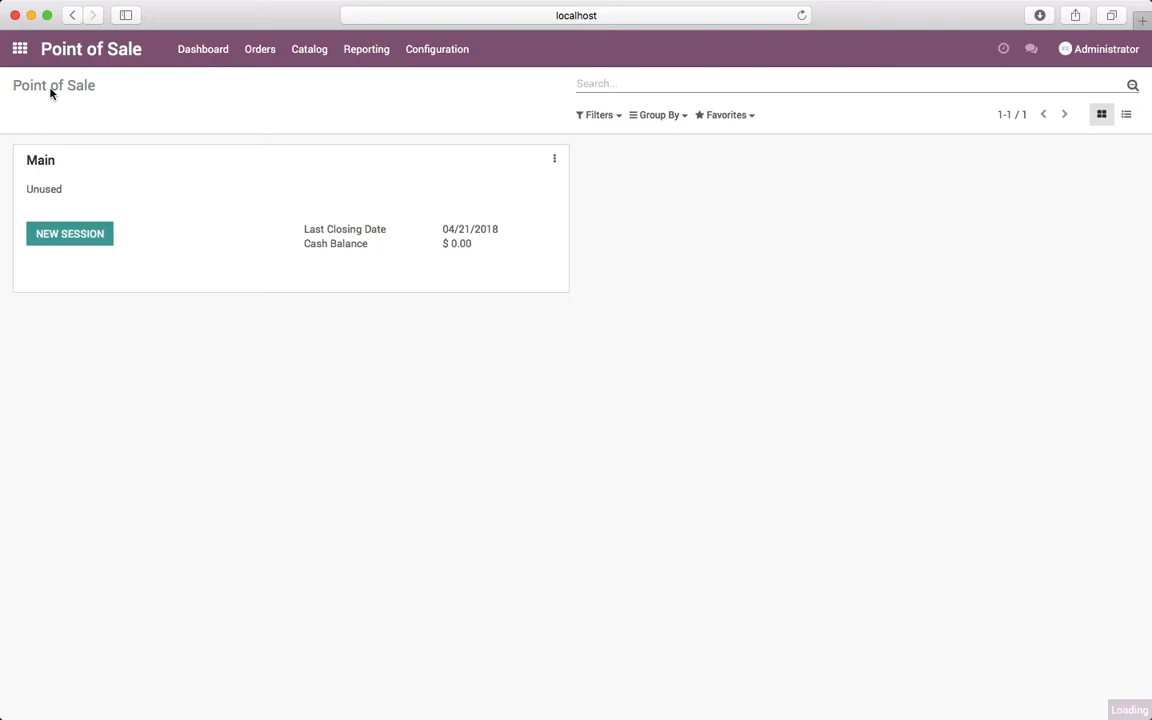 localhost
Point of Sale Dashboard Orders Catalog Reporting Configuration Administrator
Point of Sale
Search...
Filters Group By Favorites 1-1 / 1
Main
Unused
NEW SESSION
Last Closing Date 04/21/2018
Cash Balance $ 0.00
Loading